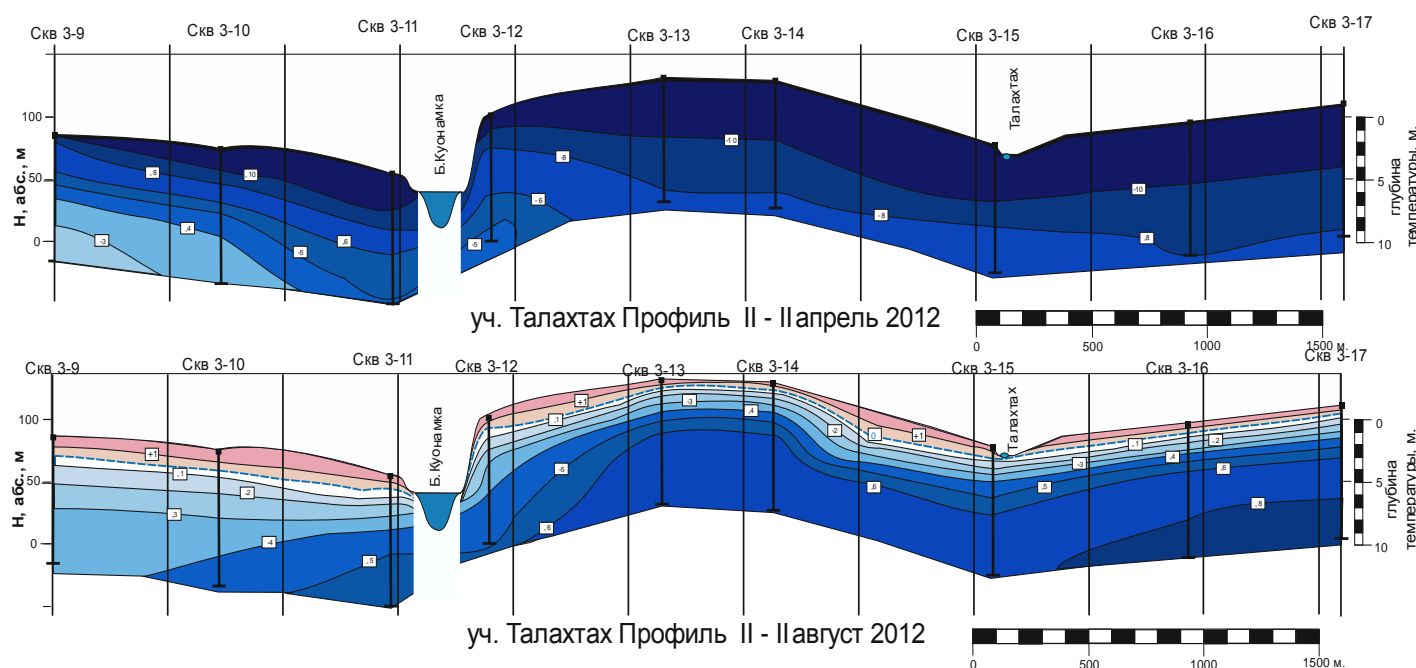 Скв 3-9
Скв 3-10
Скв 3-11
Скв 3-12
Скв 3-13
Скв 3-14
Скв 3-15
Скв 3-16
Скв 3-17
Б.Куонамка
Талахтах
Н, абс., м
100
50
0
.8
.10
-3
.4
-5
.6
-5
-6
-8
-10
-8
-10
.8
0
5
10
глубина
температуры, м.
уч. Талахтах Профиль II - II апрель 2012
0
500
1000
1500 м.
Скв 3-9
Скв 3-10
Скв 3-11
Скв 3-12
Скв 3-13
Скв 3-14
Скв 3-15
Скв 3-16
Скв 3-17
Б. Куонамка
Талахтах
Н, абс., м
100
50
0
+1
.1
.2
.3
-4
.5
+1
.1
-5
.6
-3
.4
-2
0
+1
.6
.5
-3
.1
.4
.2
.6
.8
0
5
10
глубина
температуры, м.
уч. Талахтах Профиль II - II август 2012
0
500
1000
1500 м.